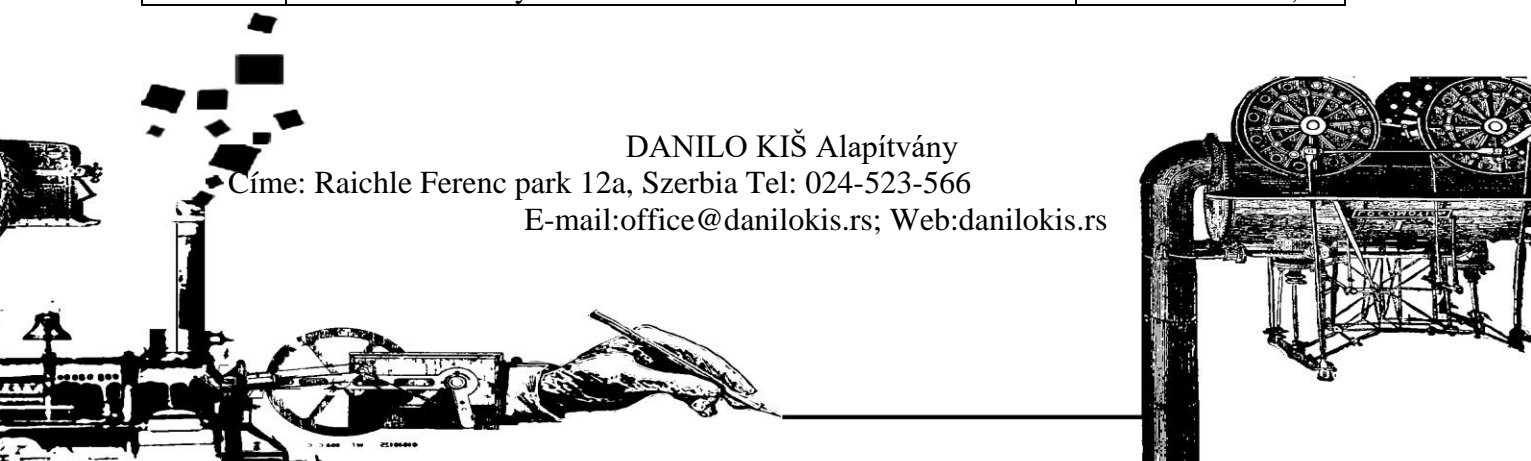 DANILO KIŠ Alapítvány
Címe: Raichle Ferenc park 12a, Szerbia Tel: 024-523-566
E-mail:office@danilokis.rs; Web:danilokis.rs